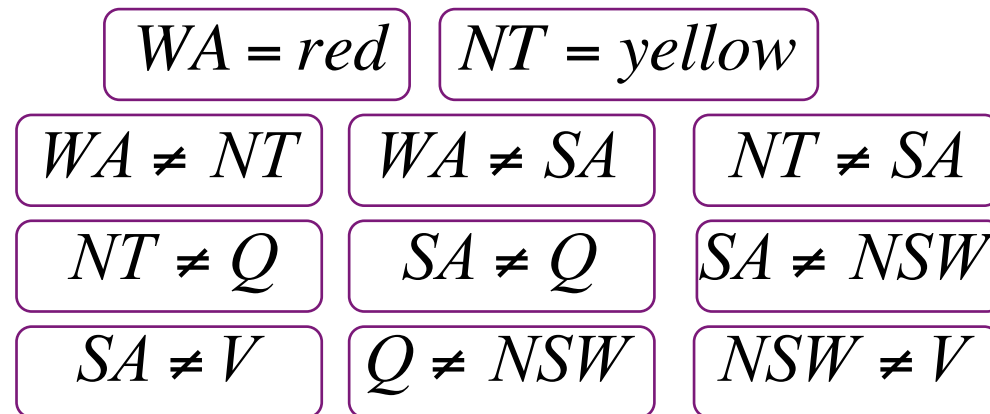 WA = red NT = yellow
WA ≠ NT WA ≠ SA NT ≠ SA
NT ≠ Q SA ≠ Q SA ≠ NSW
SA ≠ V Q ≠ NSW NSW ≠ V